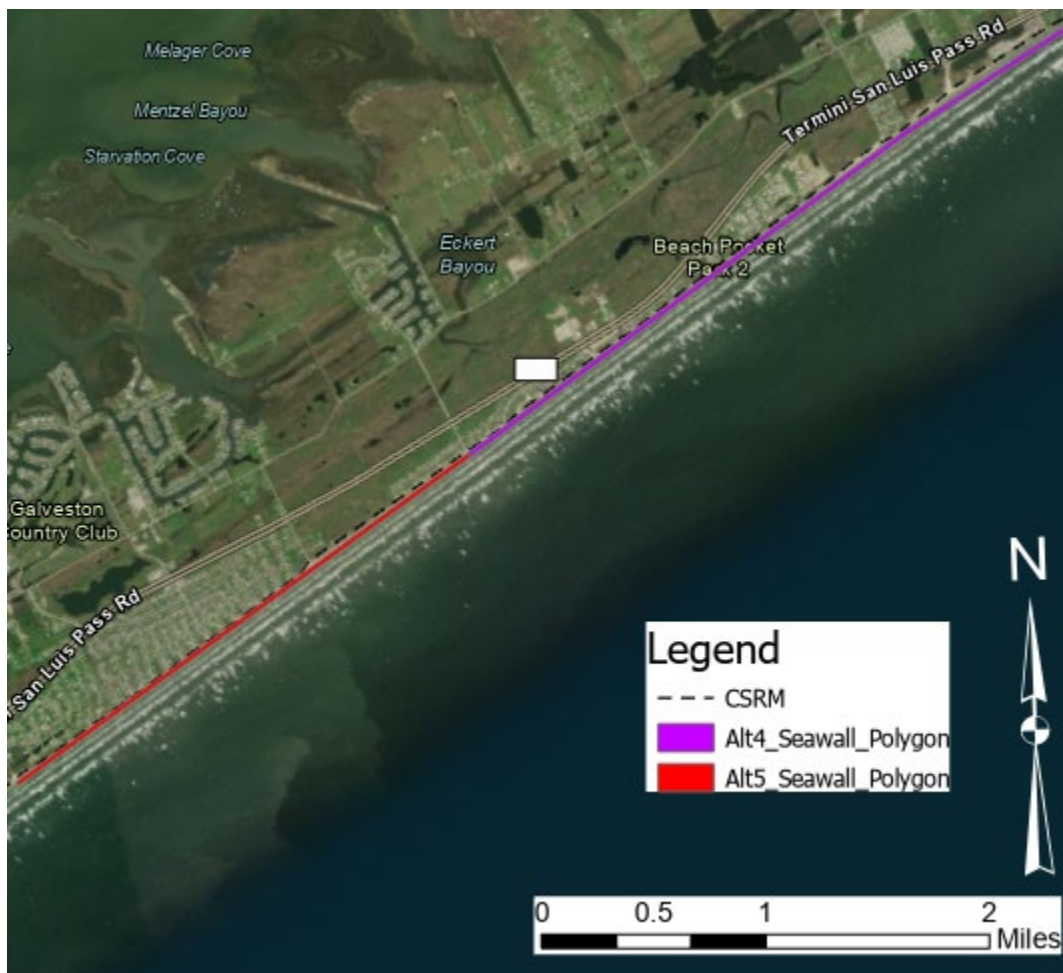 Melager Cove
Mentzel Bayou
Starvation Cove
Termini San Luis Pass Rd
Eckert
Bayou
Beach Pocket
Park 2
Galveston
Country Club
San Luis Pass Rd
N
Legend
CSRM
Alt4_Seawall_Polygon
Alt5_Seawall_Polygon
0 0.5 1 2
Miles